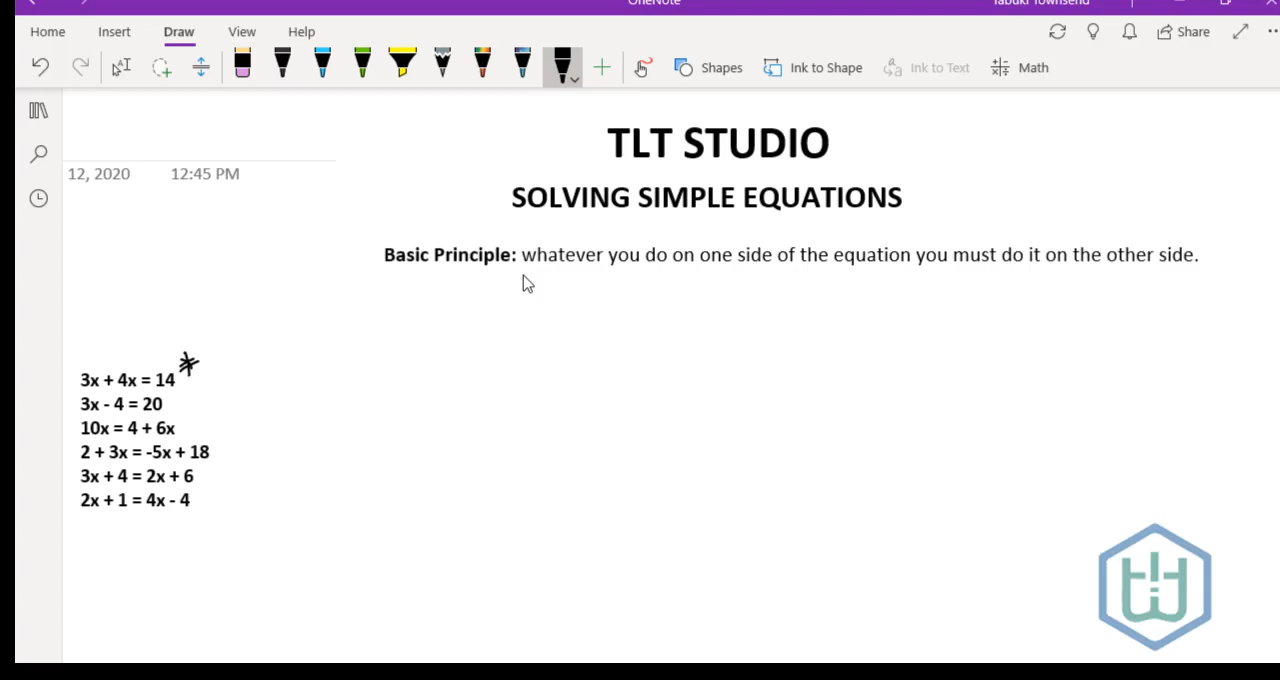 OneNote
Tabuki Townsend
Home Insert Draw View Help Share
Shapes Ink to Shape Ink to Text Math
TLT STUDIO
12, 2020 12:45 PM
SOLVING SIMPLE EQUATIONS
Basic Principle: whatever you do on one side of the equation you must do it on the other side.
3x + 4x = 14
3x - 4 = 20
10x = 4 + 6x
2 + 3x = -5x + 18
3x + 4 = 2x + 6
2x + 1 = 4x - 4